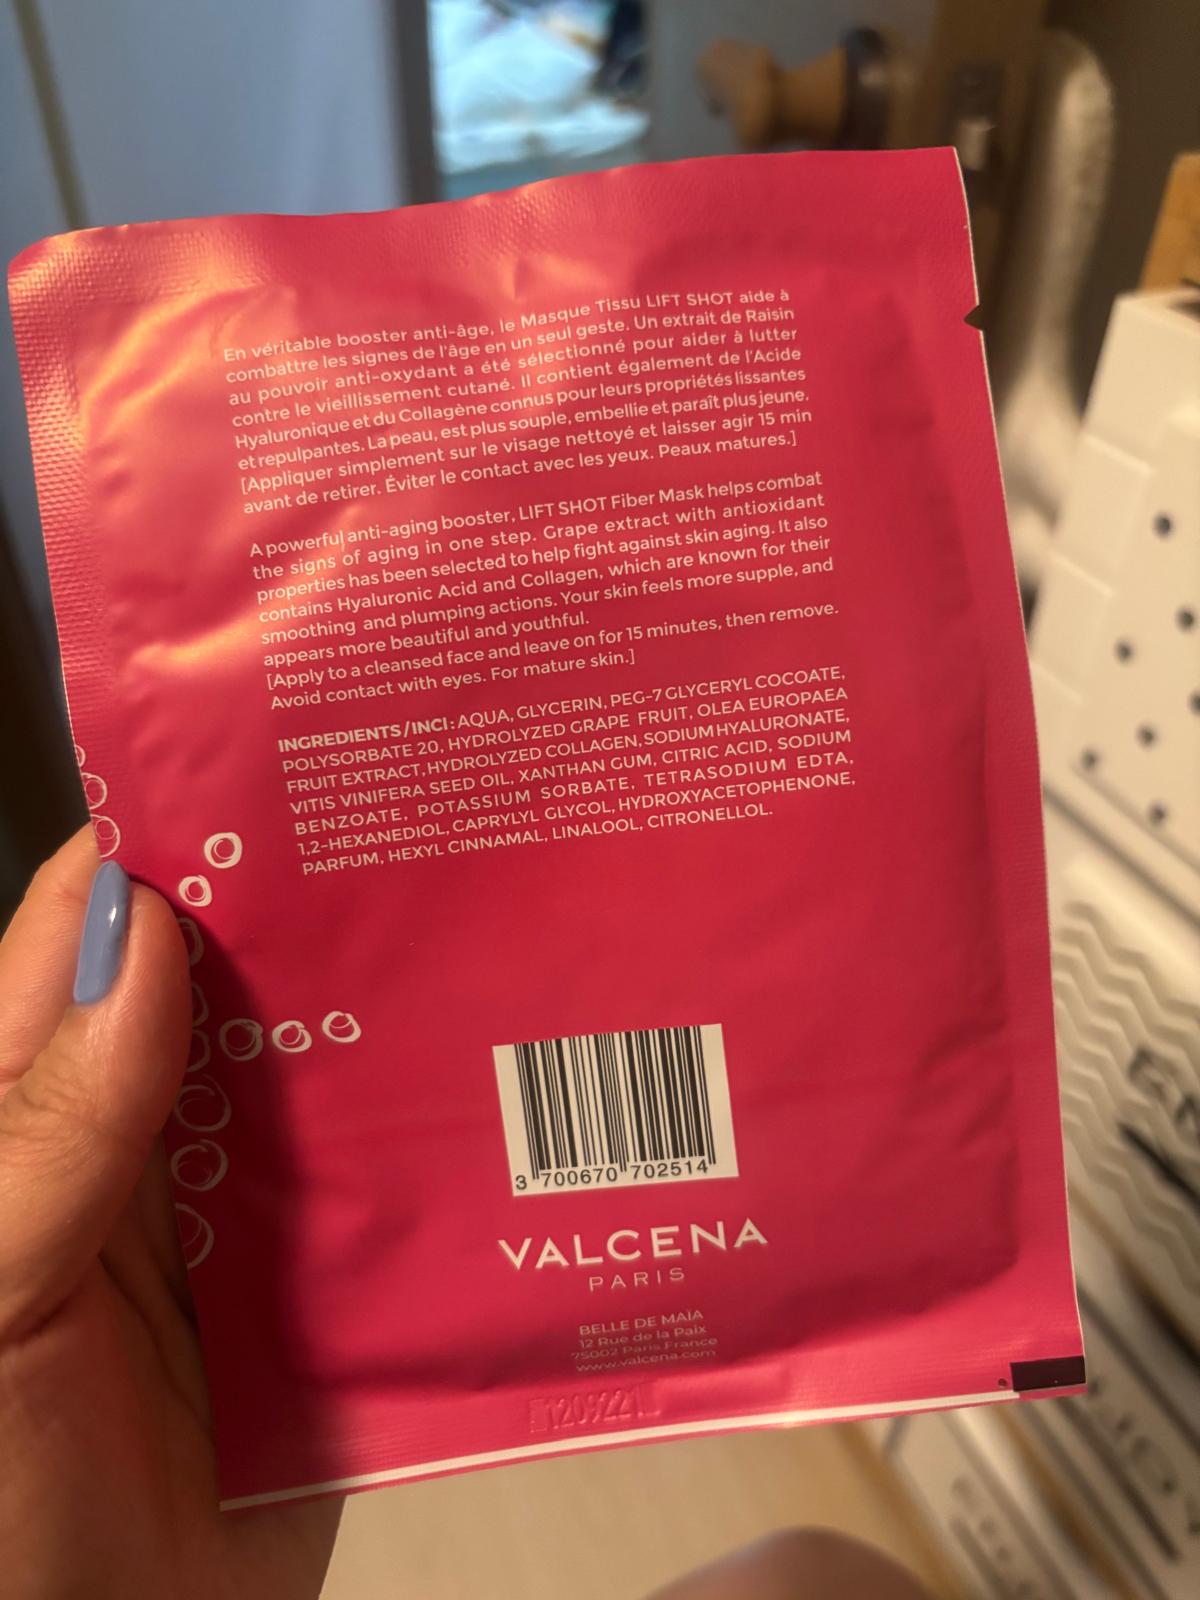 En véritable booster anti-âge, le Masque Tissu LIFT SHOT aide à
combattre les signes de l'âge en un seul geste. Un extrait de Raisin
au pouvoir anti-oxydant a été sélectionné pour aider à lutter
contre le vieillissement cutané. Il contient également de l'Acide
Hyaluronique et du Collagène connus pour leurs propriétés lissantes
et repulpantes. La peau, est plus souple, embellie et paraît plus jeune.
[Appliquer simplement sur le visage nettoyé et laisser agir 15 min
avant de retirer. Éviter le contact avec les yeux. Peaux matures.]
A powerful anti-aging booster, LIFT SHOT Fiber Mask helps combat
the signs of aging in one step. Grape extract with antioxidant
properties has been selected to help fight against skin aging. It also
contains Hyaluronic Acid and Collagen, which are known for their
smoothing and plumping actions. Your skin feels more supple, and
appears more beautiful and youthful.
[Apply to a cleansed face and leave on for 15 minutes, then remove.
Avoid contact with eyes. For mature skin.]
INGREDIENTS/INCI: AQUA, GLYCERIN, PEG-7 GLYCERYL COCOATE,
POLYSORBATE 20, HYDROLYZED GRAPE FRUIT, OLEA EUROPAEA
FRUIT EXTRACT, HYDROLYZED COLLAGEN, SODIUM HYALURONATE,
VITIS VINIFERA SEED OIL, XANTHAN GUM, CITRIC ACID, SODIUM
BENZOATE, POTASSIUM SORBATE, TETRASODIUM EDTA,
1,2-HEXANEDIOL, CAPRYLYL GLYCOL, HYDROXYACETOPHENONE,
PARFUM, HEXYL CINNAMAL, LINALOOL, CITRONELLOL.
3 700670 702514
VALCENA
PARIS
BELLE DE MAÏA
12 Rue de la Paix
75002 Paris France
www.valcena.com